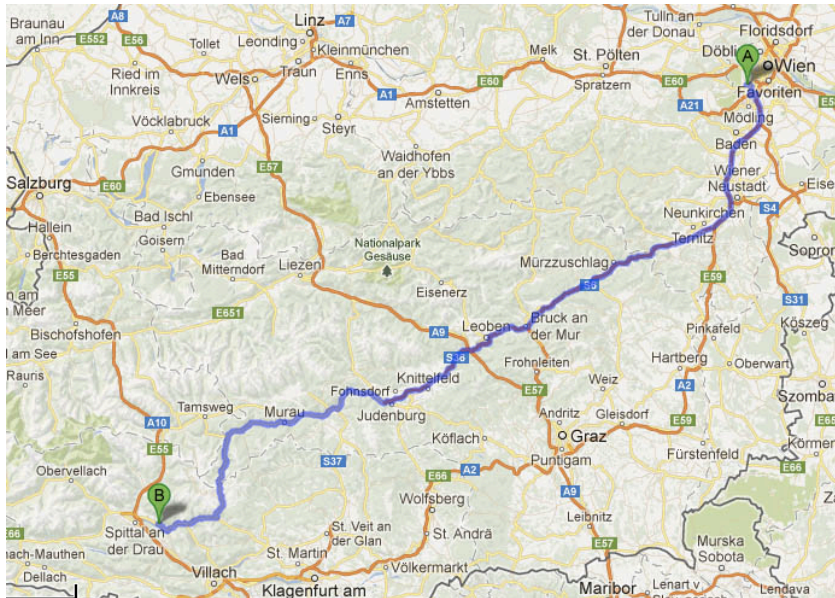 Braunau
am Inn
E552
A8
E56
Tollet
Leonding
Linz
A7
Kleinmünchen
Traun
Enns
Ried im
Innkreis
Wels
Melk
St. Pölten
Spratzern
E60
Tulln an
der Donau
Floridsdorf
A
Wien
Favoriten
A1
Amstetten
E60
A21
Mödling
Baden
Sierning
Steyr
Vöcklabruck
A1
E57
Waidhofen
an der Ybbs
Wiener
Neustadt
Salzburg
E60
Gmunden
Ebensee
Neunkirchen
S4
Ternitz
Hallein
Bad Ischl
Goisern
Berchtesgaden
E55
Bad
Mitterndorf
Liezen
Nationalpark
Gesäuse
Mürzzuschlag
E59
Eisenerz
S31
Köszeg
E651
Bischofshofen
A9
Leoben
Bruck an
der Mur
Pinkafeld
Oberwart
Rauris
Frohnleiten
Hartberg
Fohnsdorf
Knittelfeld
E57
Weiz
A2
Tamsweg
Murau
Judenburg
A10
E55
Andritz
Gleisdorf
E59
Köflach
Graz
Obervellach
S37
E66
A2
Puntigam
Fürstenfeld
E66
B
Wolfsberg
A9
Leibnitz
E66
Spittal an
der Drau
St. Veit an
der Glan
St. Andrä
Murska
Sobota
Dellach
St. Martin
E57
Villach
Völkermarkt
Klagenfurt am
Maribor
Lenart v
Lendava